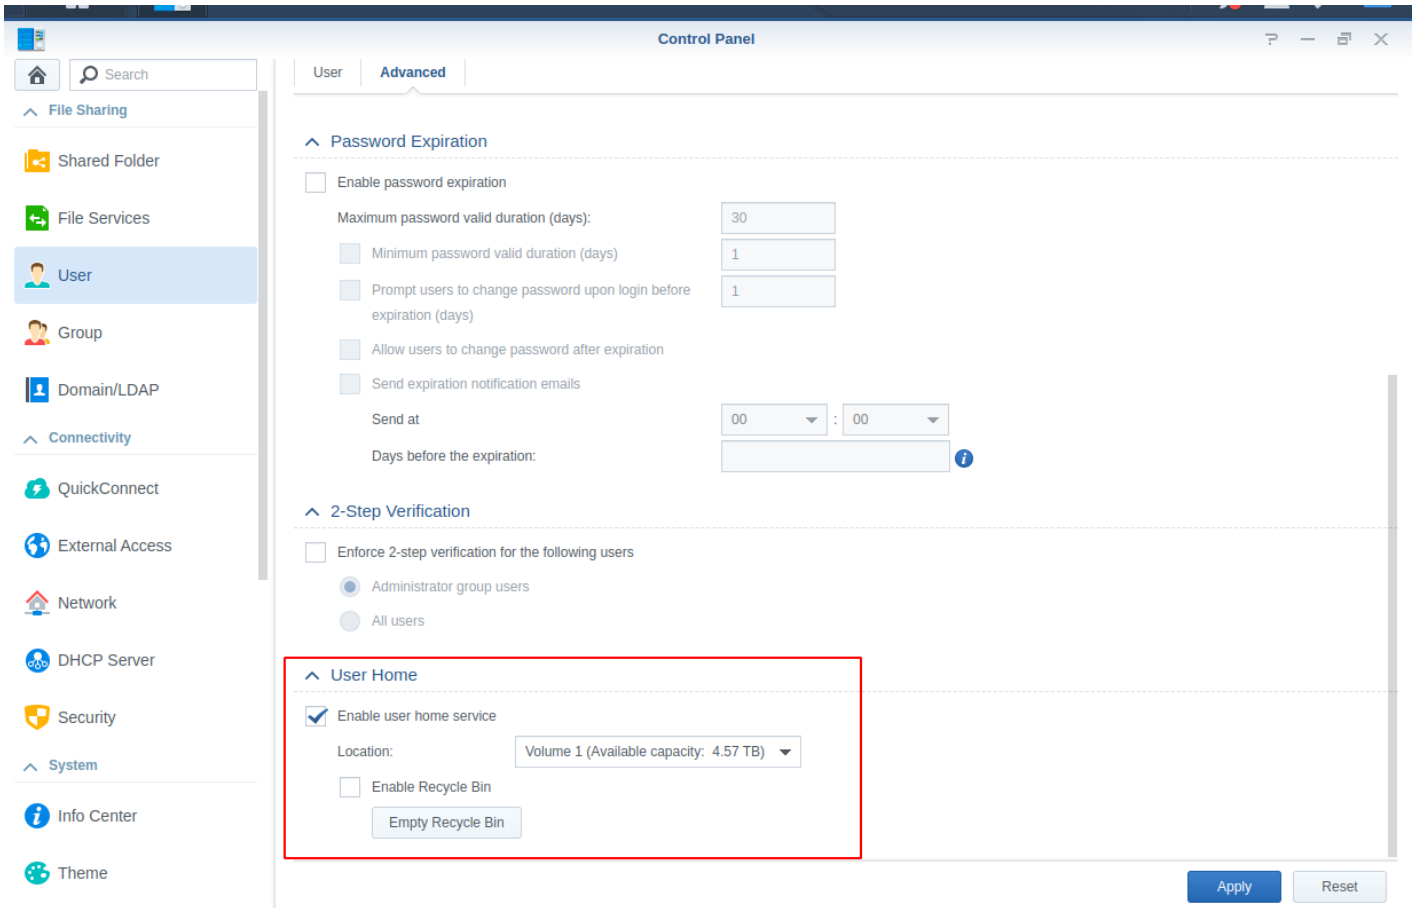 Control Panel
Search
User
Advanced
File Sharing
Shared Folder
File Services
User
Group
Domain/LDAP
Connectivity
QuickConnect
External Access
Network
DHCP Server
Security
System
Info Center
Theme
Password Expiration
Enable password expiration
Maximum password valid duration (days): 30
Minimum password valid duration (days) 1
Prompt users to change password upon login before 1
expiration (days)
Allow users to change password after expiration
Send expiration notification emails
Send at 00 : 00
Days before the expiration:
2-Step Verification
Enforce 2-step verification for the following users
Administrator group users
All users
User Home
Enable user home service
Location: Volume 1 (Available capacity: 4.57 TB)
Enable Recycle Bin
Empty Recycle Bin
Apply Reset